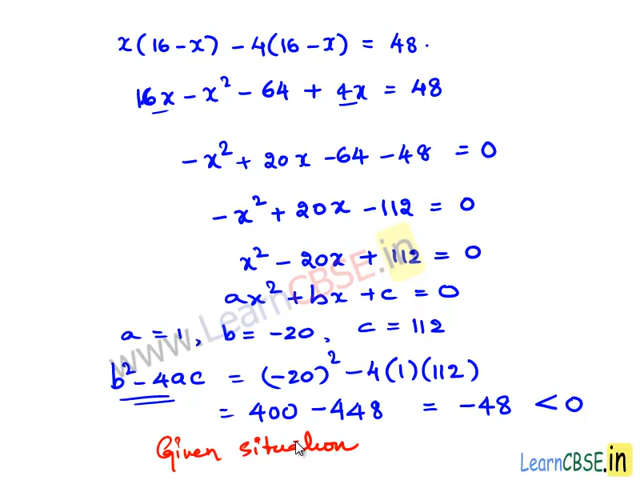 x(16-x) - 4(16-x) = 48.
16x - x² - 64 + 4x = 48
-x² + 20x - 64 - 48 = 0
-x² + 20x - 112 = 0
x² - 20x + 112 = 0
ax² + bx + c = 0
a = 1, b = -20, c = 112
b² - 4ac = (-20)² - 4(1)(112)
= 400 - 448 = -48 < 0
Given situation
www.LearnCBSE.in
LearnCBSE.in